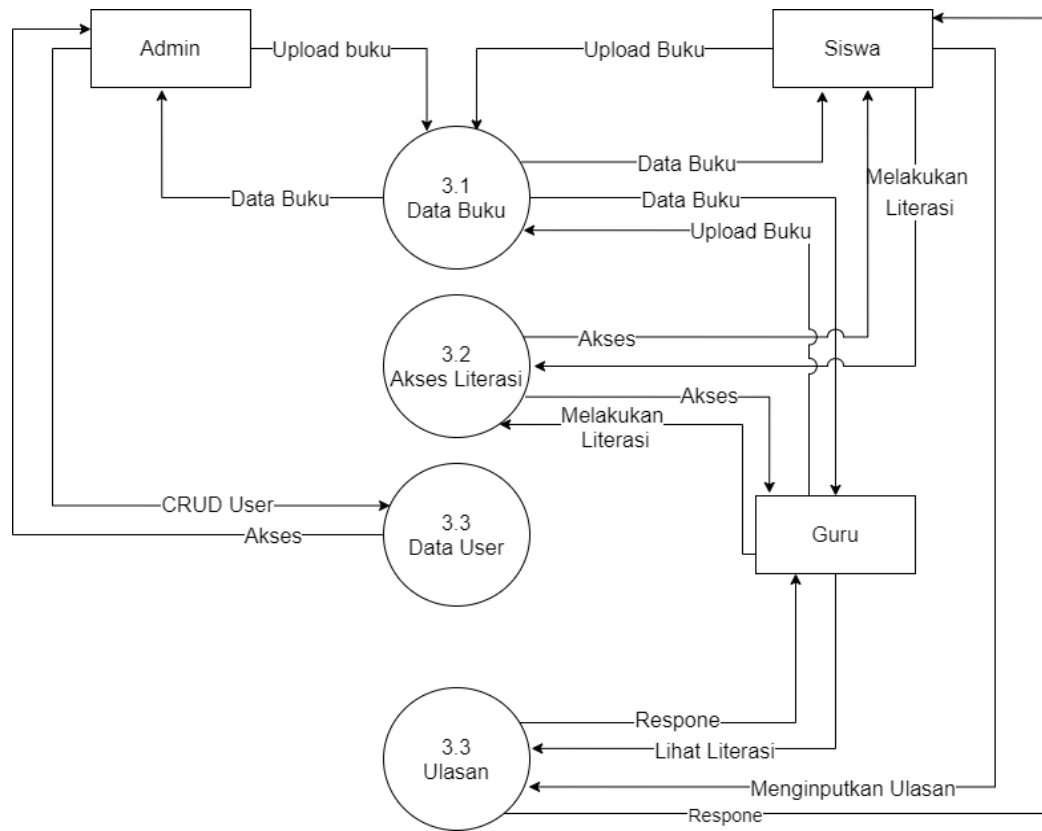 Admin
Upload buku
Upload Buku
Siswa
3.1
Data Buku
Data Buku
Data Buku
Data Buku
Upload Buku
Melakukan
Literasi
3.2
Akses Literasi
Akses
Akses
Melakukan
Literasi
CRUD User
Akses
3.3
Data User
Guru
3.3
Ulasan
Respone
Lihat Literasi
Menginputkan Ulasan
Respone